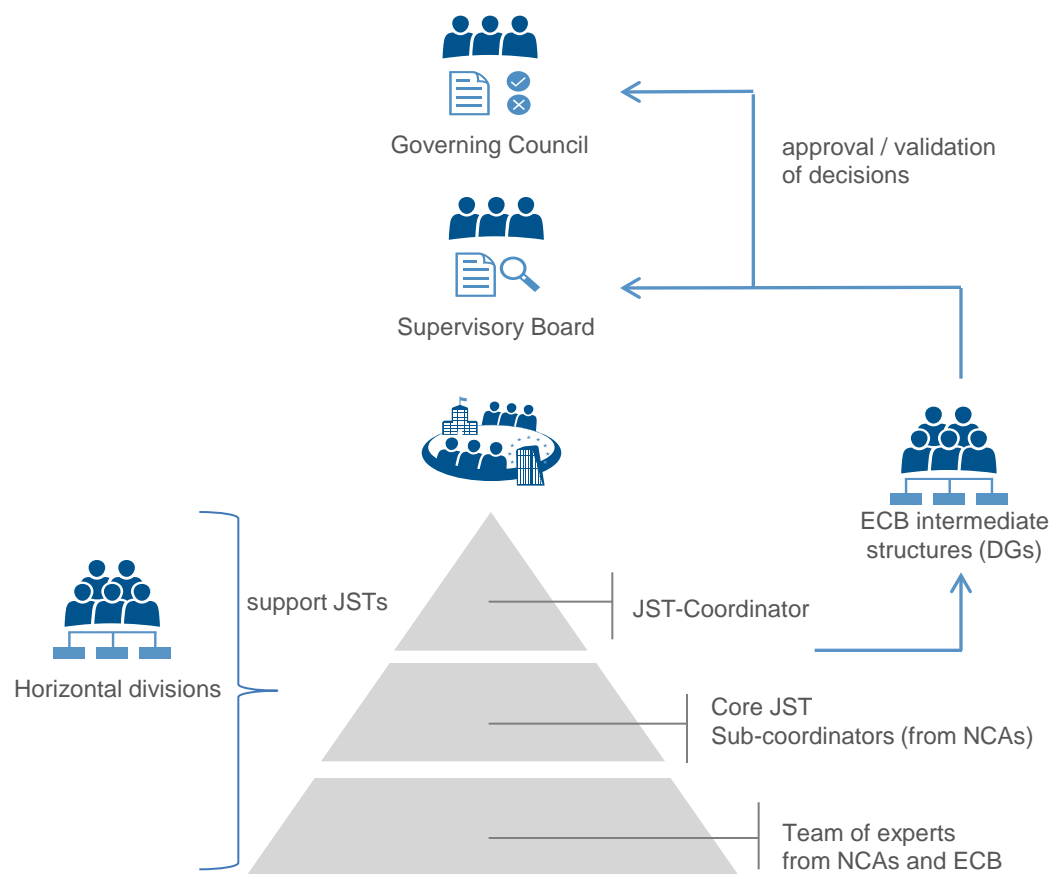 Governing Council
approval / validation
of decisions
Supervisory Board
ECB intermediate
structures (DGs)
support JSTs
JST-Coordinator
Horizontal divisions
Core JST
Sub-coordinators (from NCAs)
Team of experts
from NCAs and ECB